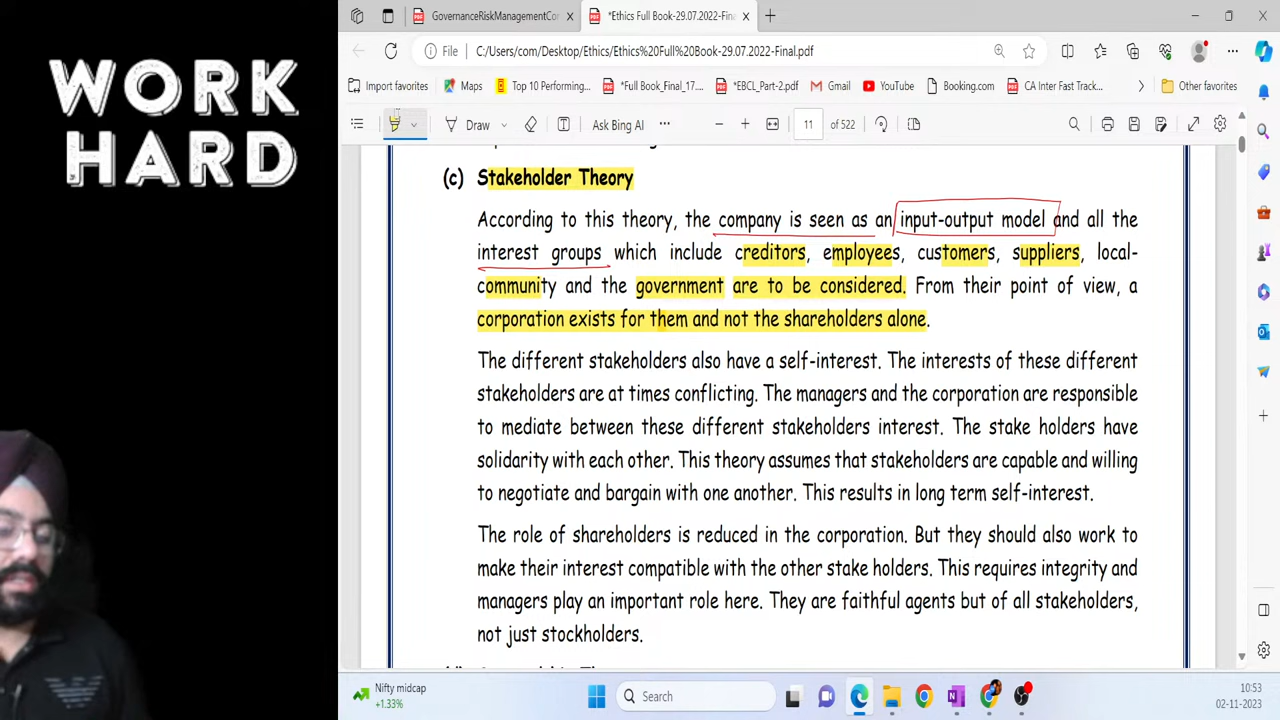 WORK
HARD
GovernanceRiskManagementCo
*Ethics Full Book-29.07.2022-Final.p
File
C:/Users/com/Desktop/Ethics/Ethics%20Full%20Book-29.07.2022-Final.pdf
Import favorites
Maps
Top 10 Performing...
*Full Book_Final_17....
*EBCL_Part-2.pdf
Gmail
YouTube
Booking.com
CA Inter Fast Track...
Other favorites
Draw
Ask Bing AI
11 of 522
(c) Stakeholder Theory
According to this theory, the company is seen as an input-output model and all the
interest groups which include creditors, employees, customers, suppliers, local-
community and the government are to be considered. From their point of view, a
corporation exists for them and not the shareholders alone.
The different stakeholders also have a self-interest. The interests of these different
stakeholders are at times conflicting. The managers and the corporation are responsible
to mediate between these different stakeholders interest. The stake holders have
solidarity with each other. This theory assumes that stakeholders are capable and willing
to negotiate and bargain with one another. This results in long term self-interest.
The role of shareholders is reduced in the corporation. But they should also work to
make their interest compatible with the other stake holders. This requires integrity and
managers play an important role here. They are faithful agents but of all stakeholders,
not just stockholders.
Nifty midcap
+1.33%
Search
10:53
02-11-2023